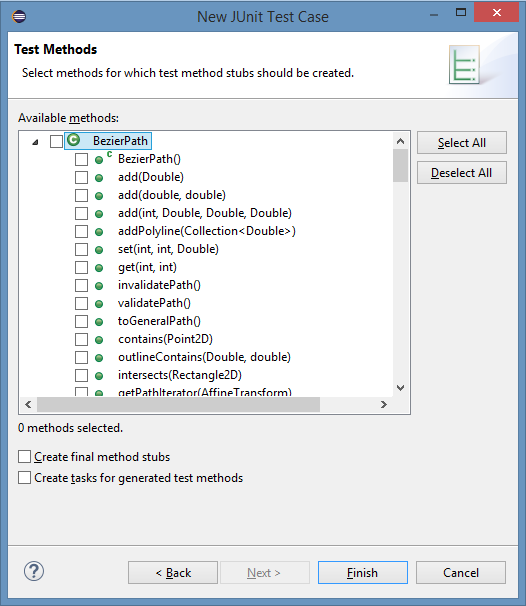 New JUnit Test Case
Test Methods
Select methods for which test method stubs should be created.
Available methods:
BezierPath
BezierPath()
add(Double)
add(double, double)
add(int, Double, Double, Double)
addPolyline(Collection<Double>)
set(int, int, Double)
get(int, int)
invalidatePath()
validatePath()
toGeneralPath()
contains(Point2D)
outlineContains(Double, double)
intersects(Rectangle2D)
getPathIterator(AffineTransform)
Select All
Deselect All
0 methods selected.
Create final method stubs
Create tasks for generated test methods
< Back
Next >
Finish
Cancel